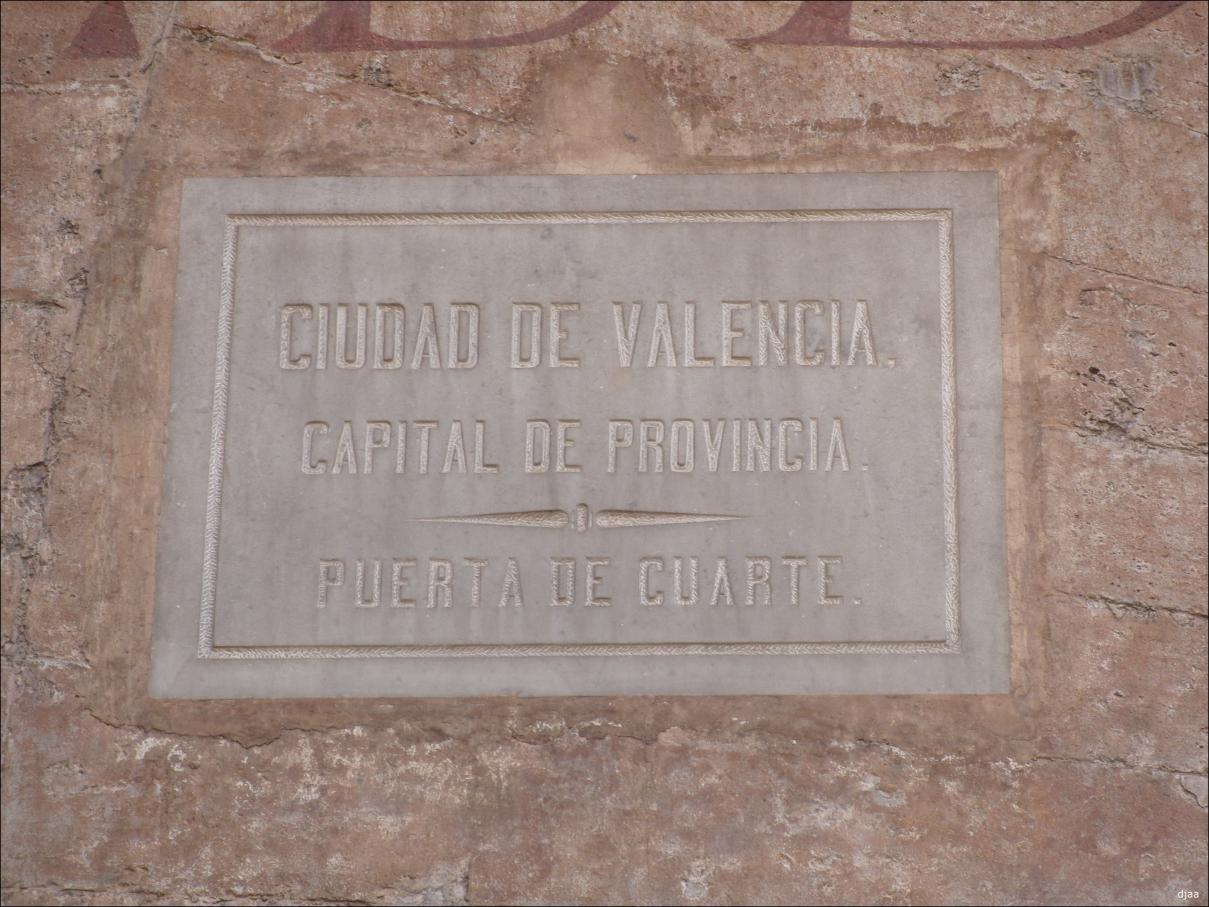 CIUDAD DE VALENCIA,
CAPITAL DE PROVINCIA.
PUERTA DE CUARTE.
djaa